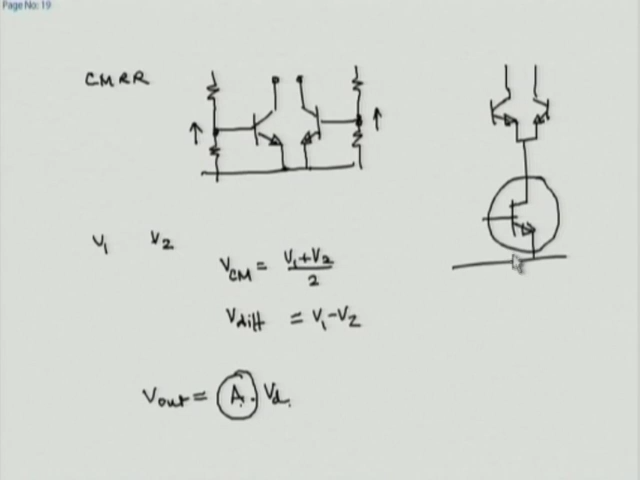 Page No: 19
CMRR
V1 V2
VCM = V1+V2 / 2
Vdiff = V1-V2
Vout = A. Vd.